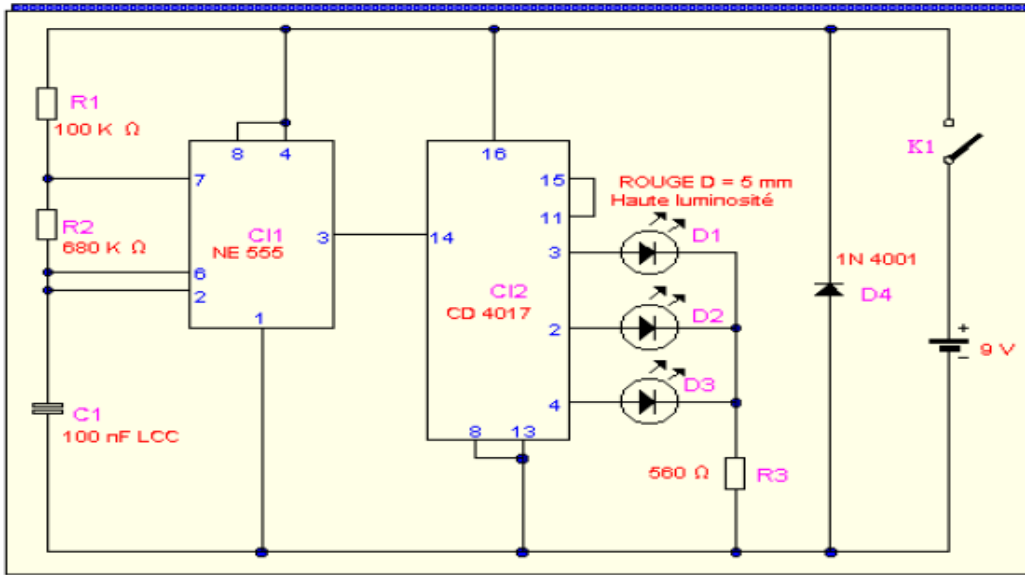 R1
100 K Ω
R2
680 K Ω
C1
100 nF LCC
8
4
7
CI1
NE 555
3
6
2
1
16
15
11
14
3
CI2
CD 4017
2
4
8
13
ROUGE D = 5 mm
Haute luminosité
D1
D2
D3
560 Ω
R3
1N 4001
D4
K1
+
9 V
-